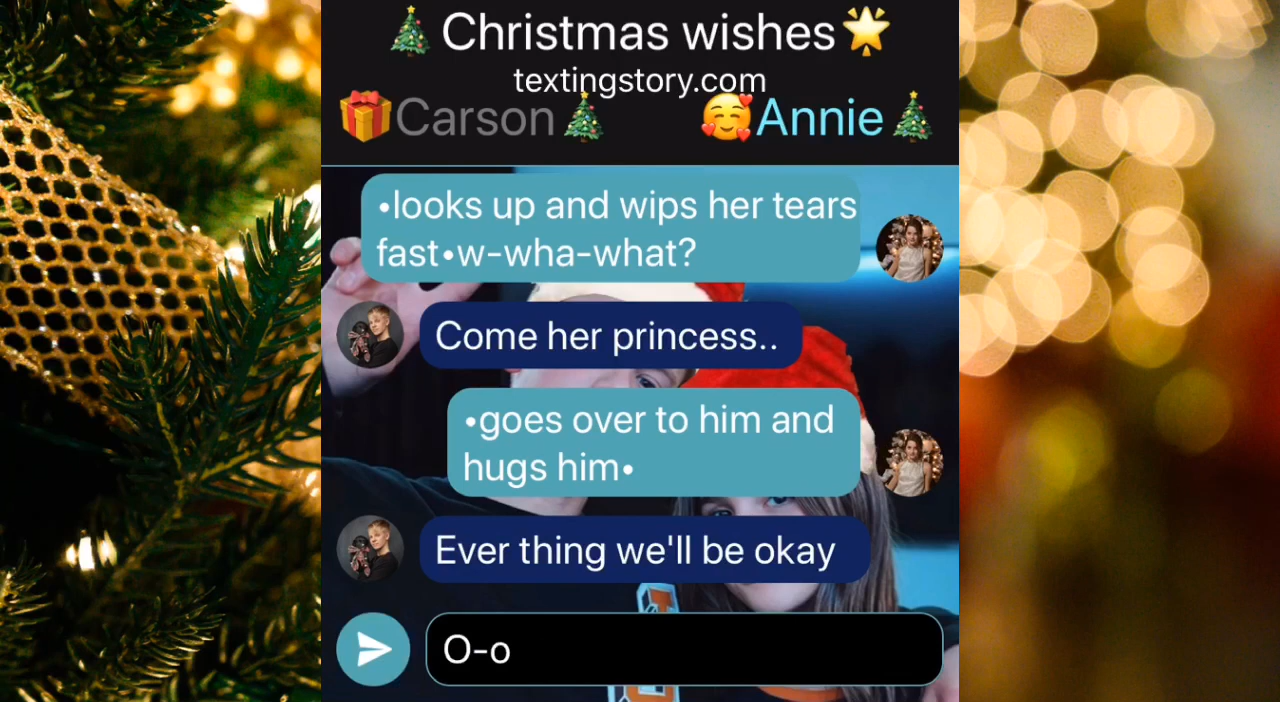 🎄Christmas wishes🌟
textingstory.com
🎁Carson🎄 🥰Annie🎄
•looks up and wips her tears
fast•w-wha-what?
Come her princess..
•goes over to him and
hugs him•
Ever thing we'll be okay
O-o